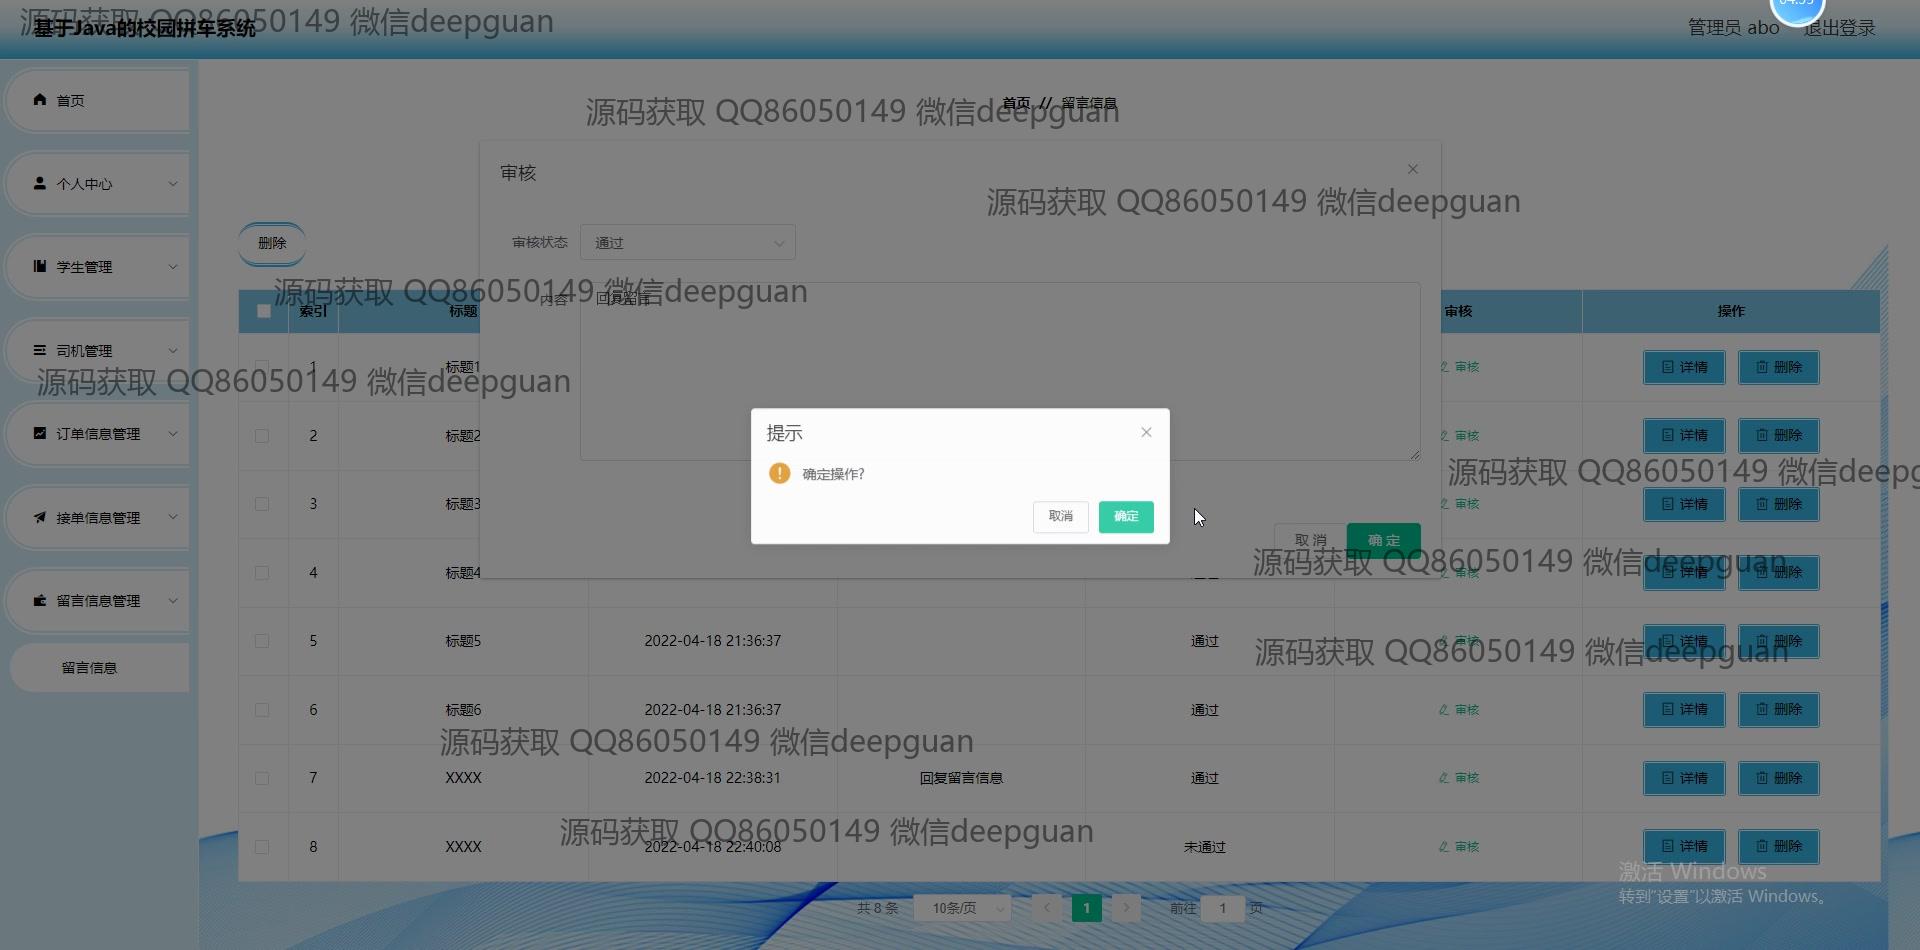 源码获取 QQ86050149 微信deepguan
基于Java的校园拼车系统
管理员 abo
退出登录
首页
个人中心
学生管理
司机管理
订单信息管理
接单信息管理
留言信息管理
留言信息
源码获取 QQ86050149 微信deepguan
首页 // 留言信息
审核
源码获取 QQ86050149 微信deepguan
审核状态 通过
删除
源码获取 QQ86050149 微信deepguan
内容
索引 标题 审核 操作
1 标题1 审核 详情 删除
源码获取 QQ86050149 微信deepguan
2 标题2 审核 详情 删除
提示
确定操作?
取消 确定
源码获取 QQ86050149 微信deep
3 标题3 审核 详情 删除
取 消 确 定
源码获取 QQ86050149 微信deepguan
4 标题4 审核 详情 删除
5 标题5 2022-04-18 21:36:37 通过 审核 详情 删除
源码获取 QQ86050149 微信deepguan
6 标题6 2022-04-18 21:36:37 通过 审核 详情 删除
源码获取 QQ86050149 微信deepguan
7 XXXX 2022-04-18 22:38:31 回复留言信息 通过 审核 详情 删除
源码获取 QQ86050149 微信deepguan
8 XXXX 2022-04-18 22:40:08 未通过 审核 详情 删除
激活 Windows
转到"设置"以激活 Windows。
共 8 条 10条/页 1 前往 1 页